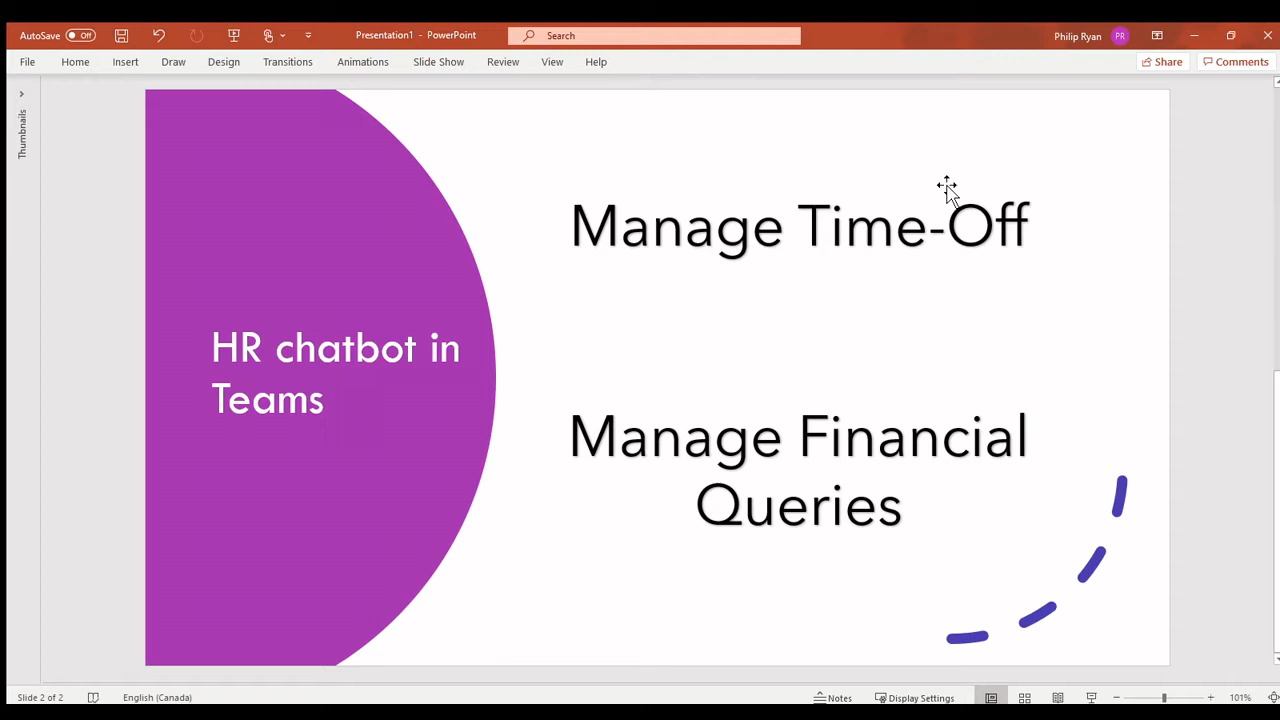 AutoSave Off Presentation1 - PowerPoint Search Philip Ryan PR
File Home Insert Draw Design Transitions Animations Slide Show Review View Help Share Comments
Thumbnails
Manage Time-Off
HR chatbot in
Teams
Manage Financial
Queries
Slide 2 of 2 English (Canada) Notes Display Settings 101%